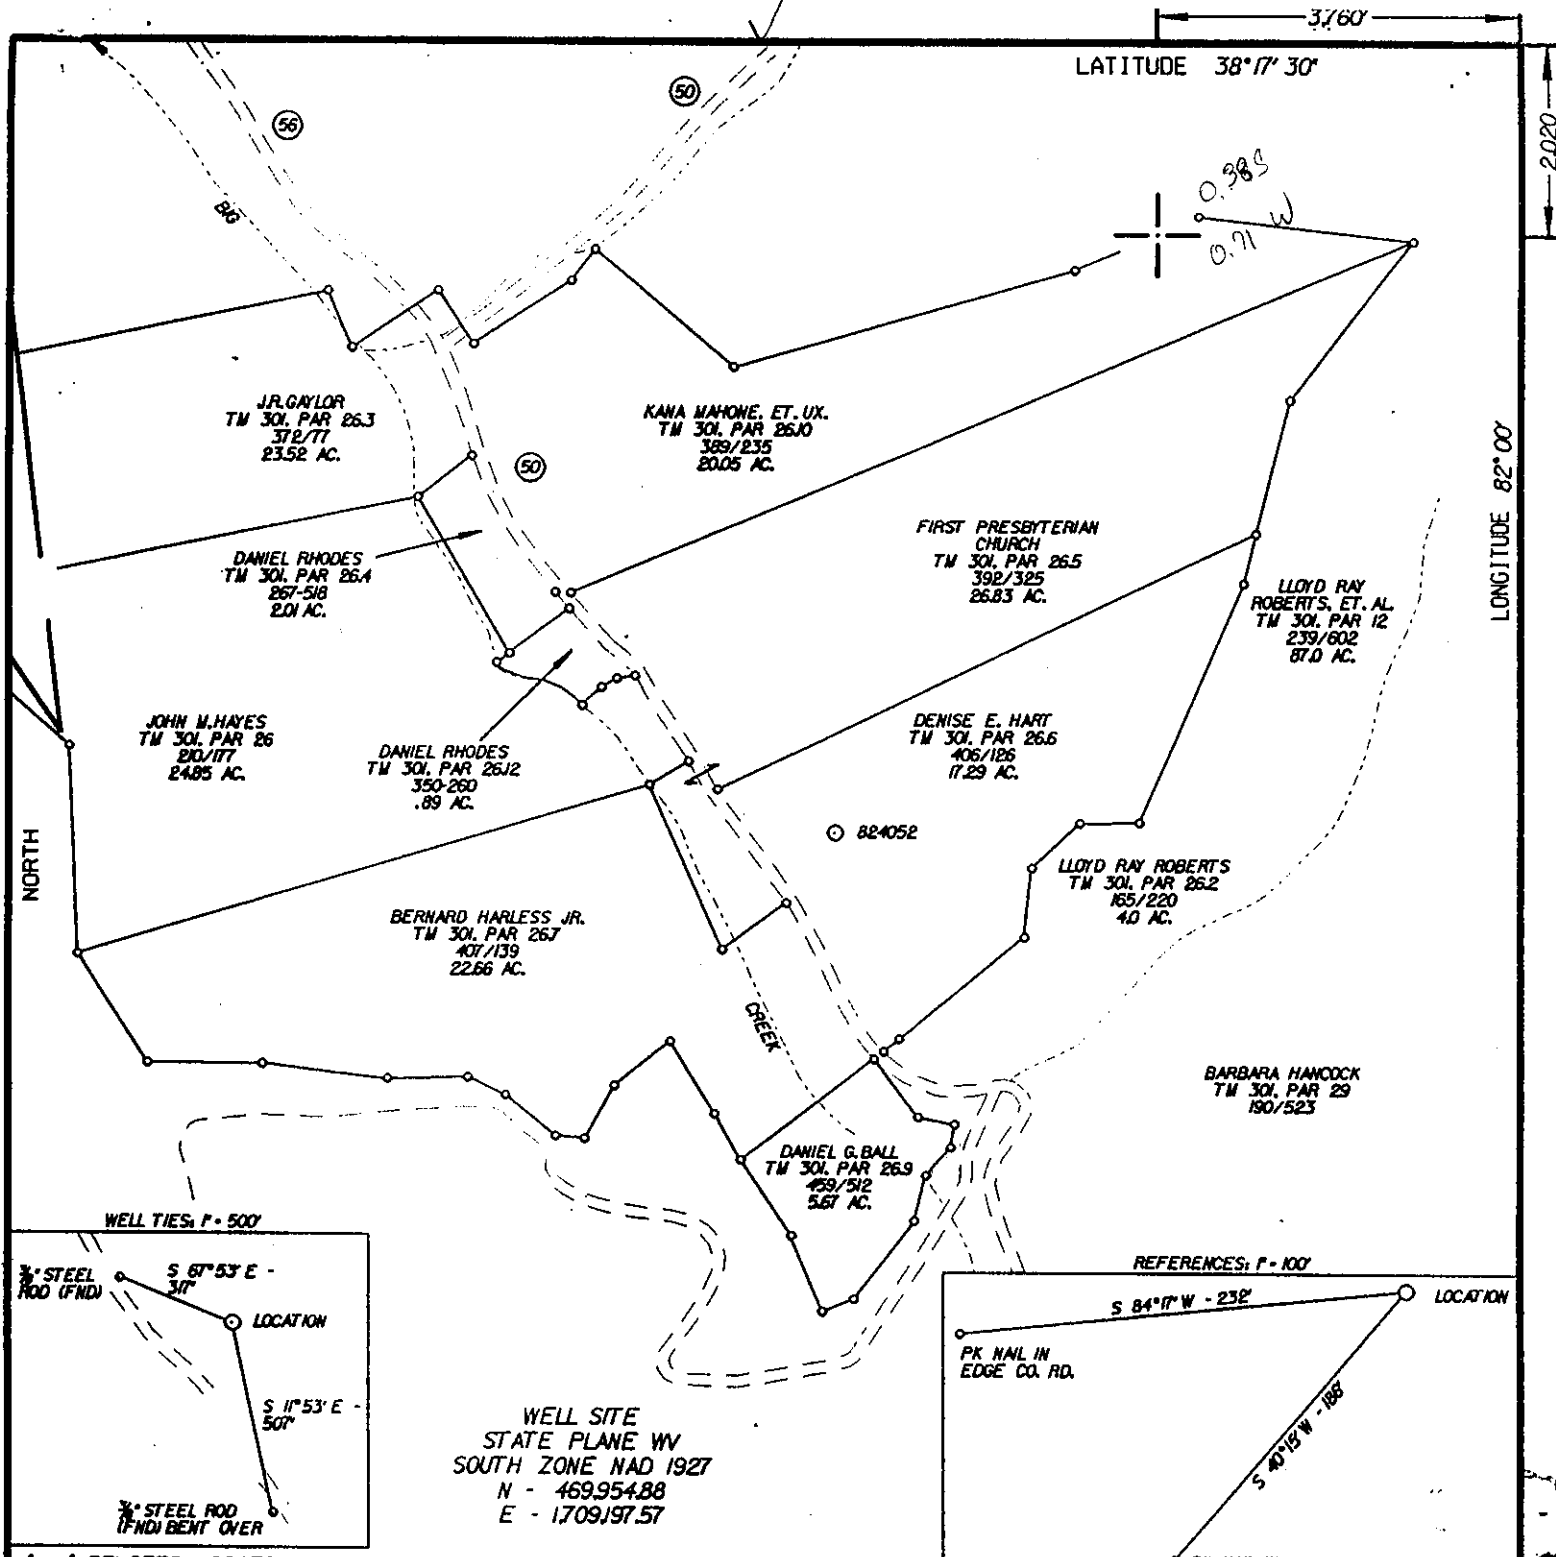 3,760'
LATITUDE 38°17'30"
2,020
50
56
0.38S
0.71 W
BIG
J.R. GAYLOR
TM 301. PAR 26.3
372/77
23.52 AC.
KANA MAHONE. ET. UX.
TM 301. PAR 26.10
389/235
20.05 AC.
50
LONGITUDE 82°00'
FIRST PRESBYTERIAN
CHURCH
TM 301. PAR 26.5
392/325
26.83 AC.
DANIEL RHODES
TM 301. PAR 26.4
267-518
2.01 AC.
LLOYD RAY
ROBERTS. ET. AL.
TM 301. PAR 12
239/602
87.0 AC.
JOHN M. HAYES
TM 301. PAR 26
210/177
24.85 AC.
DANIEL RHODES
TM 301. PAR 26.12
350-260
.89 AC.
DENISE E. HART
TM 301. PAR 26.6
406/126
17.29 AC.
824052
NORTH
LLOYD RAY ROBERTS
TM 301. PAR 26.2
165/220
4.0 AC.
BERNARD HARLESS JR.
TM 301. PAR 26.7
407/139
22.66 AC.
CREEK
BARBARA HANCOCK
TM 301. PAR 29
190/523
DANIEL G. BALL
TM 301. PAR 26.9
459/512
5.67 AC.
WELL TIES: 1" = 500'
STEEL
ROD (FND)
S 67°53' E -
317'
LOCATION
S 11°53' E -
507'
STEEL ROD
(FND) BENT OVER
WELL SITE
STATE PLANE WV
SOUTH ZONE NAD 1927
N - 469,954.88
E - 1,709,197.57
REFERENCES: 1" = 100'
S 84°17' W - 232'
LOCATION
PK NAIL IN
EDGE CO. RD.
S 40°15' W - 186'